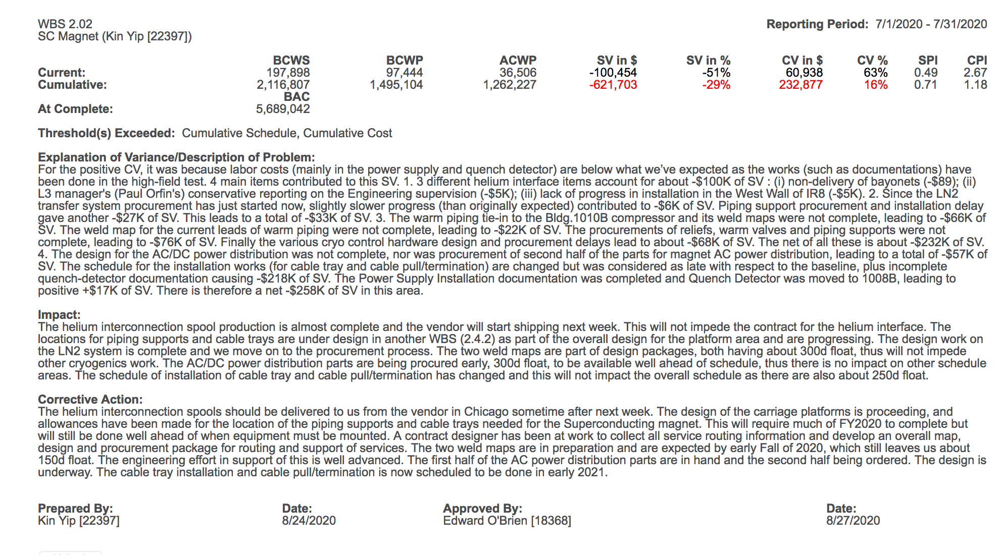 WBS 2.02
Reporting Period: 7/1/2020 - 7/31/2020
SC Magnet (Kin Yip [22397])
BCWS BCWP ACWP SV in $ SV in % CV in $ CV % SPI CPI
Current: 197,898 97,444 36,506 -100,454 -51% 60,938 63% 0.49 2.67
Cumulative: 2,116,807 1,495,104 1,262,227 -621,703 -29% 232,877 16% 0.71 1.18
BAC
At Complete: 5,689,042
Threshold(s) Exceeded: Cumulative Schedule, Cumulative Cost
Explanation of Variance/Description of Problem:
For the positive CV, it was because labor costs (mainly in the power supply and quench detector) are below what we’ve expected as the works (such as documentations) have
been done in the high-field test. 4 main items contributed to this SV. 1. 3 different helium interface items account for about -$100K of SV : (i) non-delivery of bayonets (-$89); (ii)
L3 manager's (Paul Orfin's) conservative reporting on the Engineering supervision (-$5K); (iii) lack of progress in installation in the West Wall of IR8 (-$5K). 2. Since the LN2
transfer system procurement has just started now, slightly slower progress (than originally expected) contributed to -$6K of SV. Piping support procurement and installation delay
gave another -$27K of SV. This leads to a total of -$33K of SV. 3. The warm piping tie-in to the Bldg.1010B compressor and its weld maps were not complete, leading to -$66K of
SV. The weld map for the current leads of warm piping were not complete, leading to -$22K of SV. The procurements of reliefs, warm valves and piping supports were not
complete, leading to -$76K of SV. Finally the various cryo control hardware design and procurement delays lead to about -$68K of SV. The net of all these is about -$232K of SV.
4. The design for the AC/DC power distribution was not complete, nor was procurement of second half of the parts for magnet AC power distribution, leading to a total of -$57K of
SV. The schedule for the installation works (for cable tray and cable pull/termination) are changed but was considered as late with respect to the baseline, plus incomplete
quench-detector documentation causing -$218K of SV. The Power Supply Installation documentation was completed and Quench Detector was moved to 1008B, leading to
positive +$17K of SV. There is therefore a net -$258K of SV in this area.
Impact:
The helium interconnection spool production is almost complete and the vendor will start shipping next week. This will not impede the contract for the helium interface. The
locations for piping supports and cable trays are under design in another WBS (2.4.2) as part of the overall design for the platform area and are progressing. The design work on
the LN2 system is complete and we move on to the procurement process. The two weld maps are part of design packages, both having about 300d float, thus will not impede
other cryogenics work. The AC/DC power distribution parts are being procured early, 300d float, to be available well ahead of schedule, thus there is no impact on other schedule
areas. The schedule of installation of cable tray and cable pull/termination has changed and this will not impact the overall schedule as there are also about 250d float.
Corrective Action:
The helium interconnection spools should be delivered to us from the vendor in Chicago sometime after next week. The design of the carriage platforms is proceeding, and
allowances have been made for the location of the piping supports and cable trays needed for the Superconducting magnet. This will require much of FY2020 to complete but
will still be done well ahead of when equipment must be mounted. A contract designer has been at work to collect all service routing information and develop an overall map,
design and procurement package for routing and support of services. The two weld maps are in preparation and are expected by early Fall of 2020, which still leaves us about
150d float. The engineering effort in support of this is well advanced. The first half of the AC power distribution parts are in hand and the second half being ordered. The design is
underway. The cable tray installation and cable pull/termination is now scheduled to be done in early 2021.
Prepared By: Date: Approved By: Date:
Kin Yip [22397] 8/24/2020 Edward O'Brien [18368] 8/27/2020